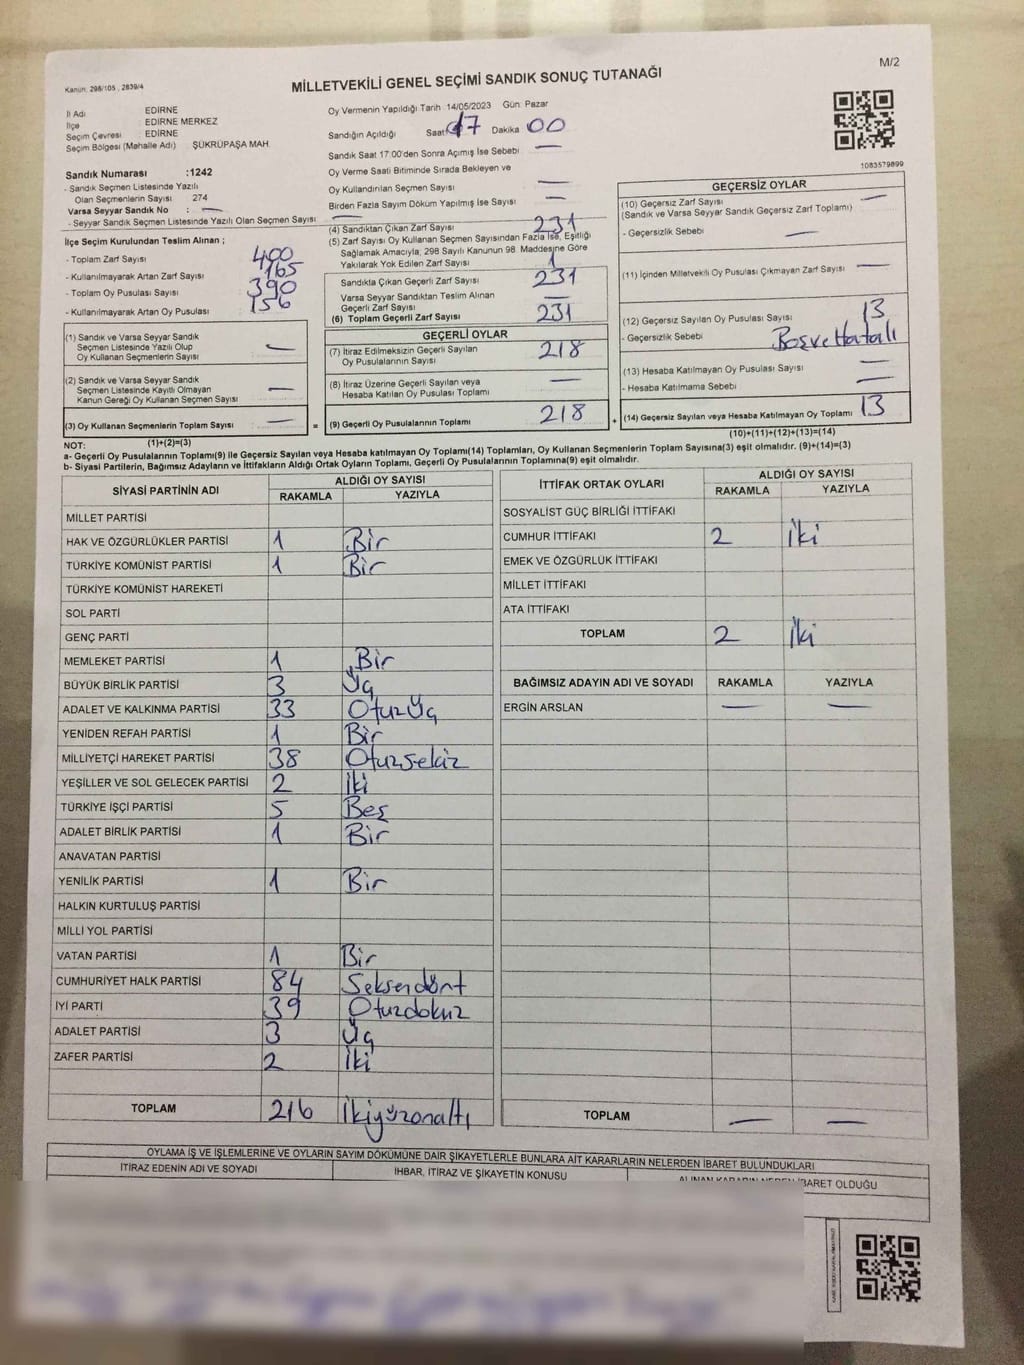 M/2
Kanun, 298/105 , 2839/4
MİLLETVEKİLİ GENEL SEÇİMİ SANDIK SONUÇ TUTANAĞI
İl Adı EDİRNE
İlçe EDİRNE MERKEZ
Seçim Çevresi EDİRNE
Seçim Bölgesi (Mahalle Adı) ŞÜKRÜPAŞA MAH.
Sandık Numarası :1242
- Sandık Seçmen Listesinde Yazılı
Olan Seçmenlerin Sayısı 274
Varsa Seyyar Sandık No : —
- Seyyar Sandık Seçmen Listesinde Yazılı Olan Seçmen Sayısı —
İlçe Seçim Kurulundan Teslim Alınan ;
- Toplam Zarf Sayısı 400
- Kullanılmayarak Artan Zarf Sayısı 165
- Toplam Oy Pusulası Sayısı 390
- Kullanılmayarak Artan Oy Pusulası 156
Oy Vermenin Yapıldığı Tarih 14/05/2023 Gün: Pazar
Sandığın Açıldığı Saat 17 Dakika 00
Sandık Saat 17:00'den Sonra Açımış İse Sebebi —
Oy Verme Saati Bitiminde Sırada Bekleyen ve
Oy Kullandırılan Seçmen Sayısı —
Birden Fazla Sayım Döküm Yapılmış İse Sayısı —
(4) Sandıktan Çıkan Zarf Sayısı 231
(5) Zarf Sayısı Oy Kullanan Seçmen Sayısından Fazla İse, Eşitliği
Sağlamak Amacıyla, 298 Sayılı Kanunun 98. Maddesine Göre
Yakılarak Yok Edilen Zarf Sayısı
Sandıkta Çıkan Geçerli Zarf Sayısı 231
Varsa Seyyar Sandıktan Teslim Alınan
Geçerli Zarf Sayısı —
(6) Toplam Geçerli Zarf Sayısı 231
1083579899
GEÇERSİZ OYLAR
(10) Geçersiz Zarf Sayısı —
(Sandık ve Varsa Seyyar Sandık Geçersiz Zarf Toplamı)
- Geçersizlik Sebebi —
(11) İçinden Milletvekili Oy Pusulası Çıkmayan Zarf Sayısı —
(12) Geçersiz Sayılan Oy Pusulası Sayısı 13
- Geçersizlik Sebebi Boş ve Hatalı
(13) Hesaba Katılmayan Oy Pusulası Sayısı —
- Hesaba Katılmama Sebebi —
(14) Geçersiz Sayılan veya Hesaba Katılmayan Oy Toplamı 13
(10)+(11)+(12)+(13)=(14)
(1) Sandık ve Varsa Seyyar Sandık
Seçmen Listesinde Yazılı Olup
Oy Kullanan Seçmenlerin Sayısı —
(2) Sandık ve Varsa Seyyar Sandık
Seçmen Listesinde Kayıtlı Olmayan
Kanun Gereği Oy Kullanan Seçmen Sayısı —
(3) Oy Kullanan Seçmenlerin Toplam Sayısı — =
(1)+(2)=(3)
GEÇERLİ OYLAR
(7) İtiraz Edilmeksizin Geçerli Sayılan
Oy Pusulalarının Sayısı 218
(8) İtiraz Üzerine Geçerli Sayılan veya
Hesaba Katılan Oy Pusulası Toplamı —
(9) Geçerli Oy Pusulalarının Toplamı 218 +
NOT:
a- Geçerli Oy Pusulalarının Toplamı(9) ile Geçersiz Sayılan veya Hesaba katılmayan Oy Toplamı(14) Toplamları, Oy Kullanan Seçmenlerin Toplam Sayısına(3) eşit olmalıdır. (9)+(14)=(3)
b- Siyasi Partilerin, Bağımsız Adayların ve İttifakların Aldığı Ortak Oyların Toplamı, Geçerli Oy Pusulalarının Toplamına(9) eşit olmalıdır.
SİYASİ PARTİNİN ADI ALDIĞI OY SAYISI
RAKAMLA YAZIYLA
MİLLET PARTİSİ
HAK VE ÖZGÜRLÜKLER PARTİSİ 1 Bir
TÜRKİYE KOMÜNİST PARTİSİ 1 Bir
TÜRKİYE KOMÜNİST HAREKETİ
SOL PARTİ
GENÇ PARTİ
MEMLEKET PARTİSİ 1 Bir
BÜYÜK BİRLİK PARTİSİ 3 Üç
ADALET VE KALKINMA PARTİSİ 33 Otuz Üç
YENİDEN REFAH PARTİSİ 1 Bir
MİLLİYETÇİ HAREKET PARTİSİ 38 Otuzsekiz
YEŞİLLER VE SOL GELECEK PARTİSİ 2 İki
TÜRKİYE İŞÇİ PARTİSİ 5 Beş
ADALET BİRLİK PARTİSİ 1 Bir
ANAVATAN PARTİSİ
YENİLİK PARTİSİ 1 Bir
HALKIN KURTULUŞ PARTİSİ
MİLLİ YOL PARTİSİ
VATAN PARTİSİ 1 Bir
CUMHURİYET HALK PARTİSİ 84 Seksendört
İYİ PARTİ 39 Otuzdokuz
ADALET PARTİSİ 3 Üç
ZAFER PARTİSİ 2 İki
TOPLAM 216 İkiyüzonaltı
İTTİFAK ORTAK OYLARI ALDIĞI OY SAYISI
RAKAMLA YAZIYLA
SOSYALİST GÜÇ BİRLİĞİ İTTİFAKI
CUMHUR İTTİFAKI 2 İki
EMEK VE ÖZGÜRLÜK İTTİFAKI
MİLLET İTTİFAKI
ATA İTTİFAKI
TOPLAM 2 İki
BAĞIMSIZ ADAYIN ADI VE SOYADI RAKAMLA YAZIYLA
ERGİN ARSLAN — —
TOPLAM — —
OYLAMA İŞ VE İŞLEMLERİNE VE OYLARIN SAYIM DÖKÜMÜNE DAİR ŞİKAYETLERLE BUNLARA AİT KARARLARIN NELERDEN İBARET BULUNDUKLARI
İTİRAZ EDENİN ADI VE SOYADI İHBAR, İTİRAZ VE ŞİKAYETİN KONUSU ALINAN KARARIN NEDEN İBARET OLDUĞU